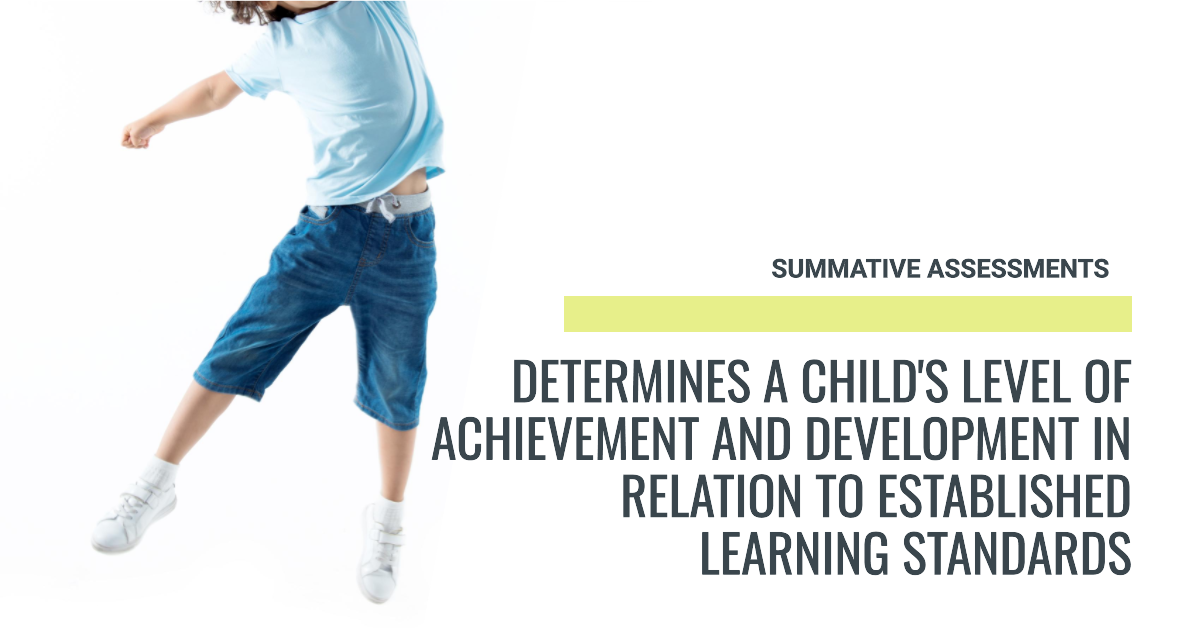 SUMMATIVE ASSESSMENTS
DETERMINES A CHILD'S LEVEL OF
ACHIEVEMENT AND DEVELOPMENT IN
RELATION TO ESTABLISHED
LEARNING STANDARDS